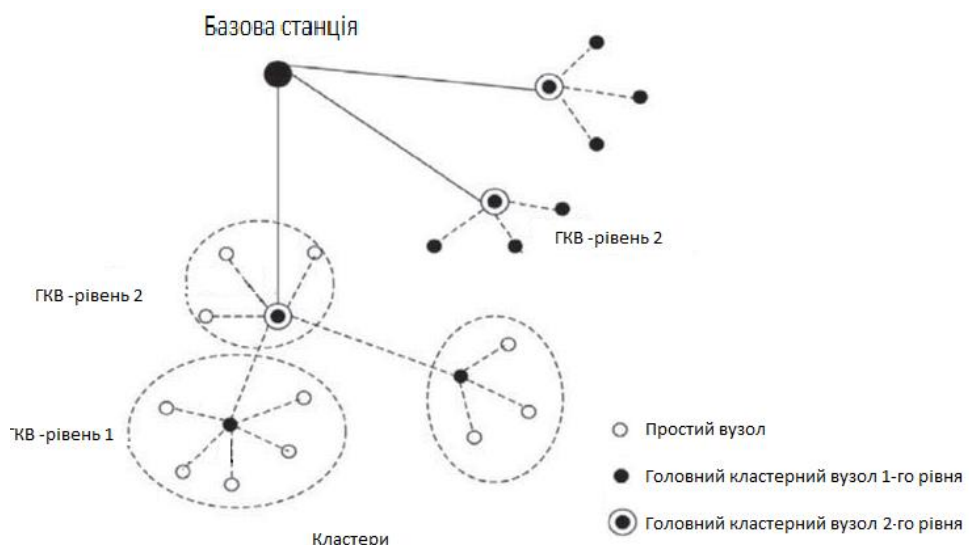 Базова станція
ГКВ -рівень 2
ГКВ -рівень 2
ГКВ -рівень 1
Простий вузол
Головний кластерний вузол 1-го рівня
Головний кластерний вузол 2-го рівня
Кластери